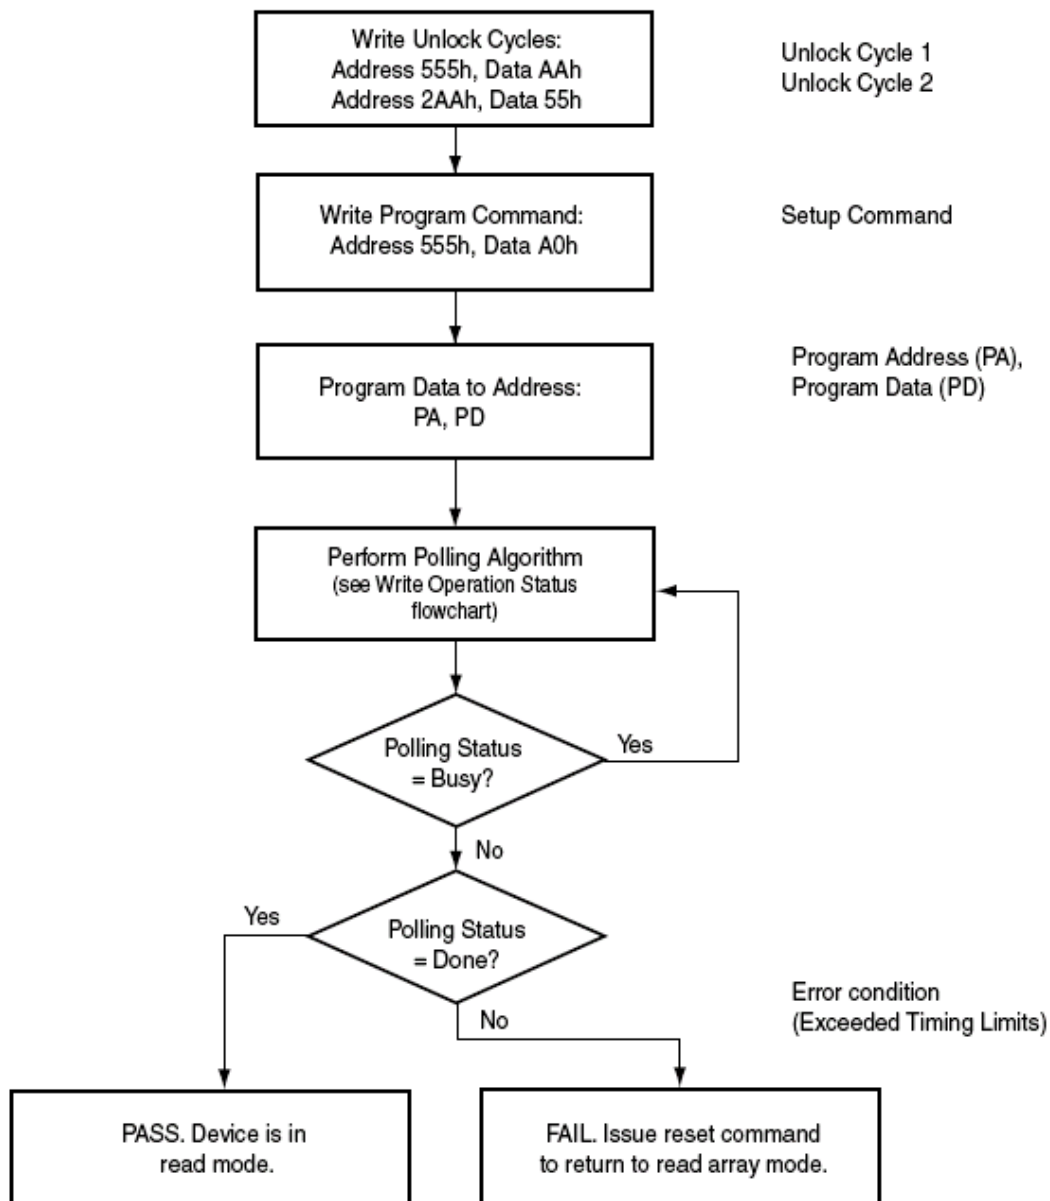 Write Unlock Cycles:
Address 555h, Data AAh
Address 2AAh, Data 55h
Unlock Cycle 1
Unlock Cycle 2
Write Program Command:
Address 555h, Data A0h
Setup Command
Program Data to Address:
PA, PD
Program Address (PA),
Program Data (PD)
Perform Polling Algorithm
(see Write Operation Status
flowchart)
Polling Status
= Busy?
Yes
No
Polling Status
= Done?
Yes
No
Error condition
(Exceeded Timing Limits)
PASS. Device is in
read mode.
FAIL. Issue reset command
to return to read array mode.